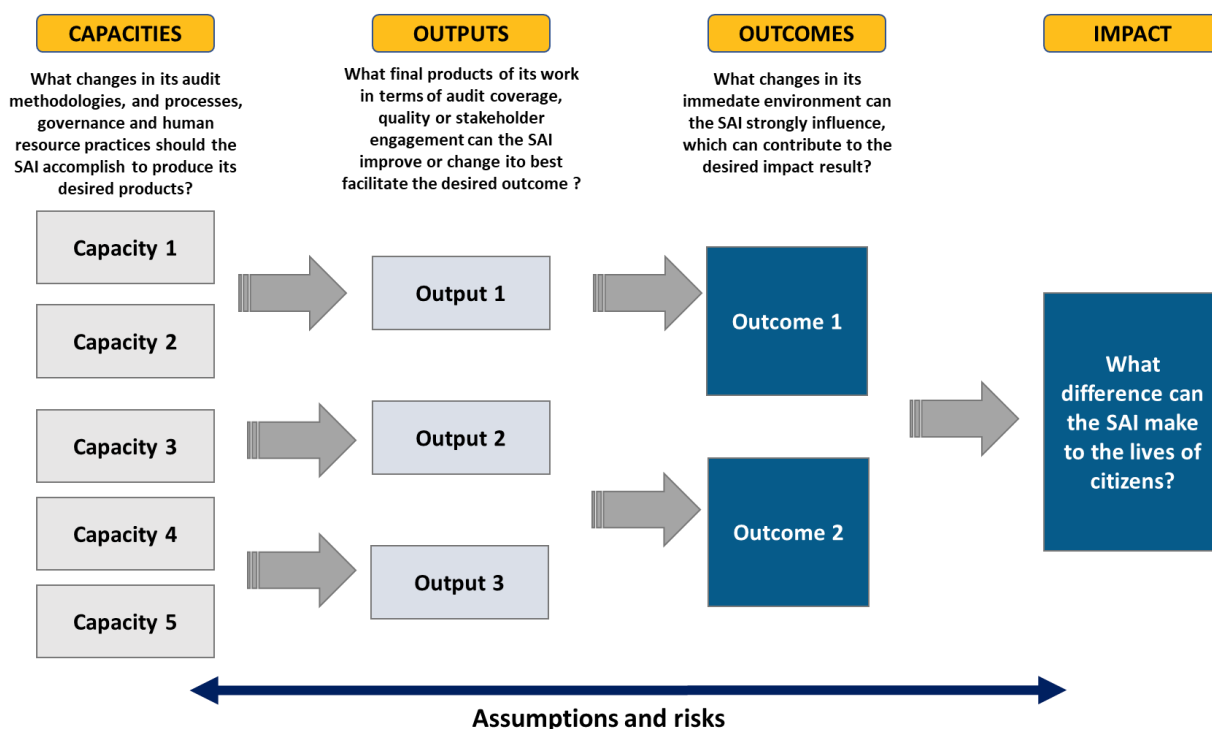 CAPACITIES
What changes in its audit
methodologies, and processes,
governance and human
resource practices should the
SAI accomplish to produce its
desired products?
Capacity 1
Capacity 2
Capacity 3
Capacity 4
Capacity 5
OUTPUTS
What final products of its work
in terms of audit coverage,
quality or stakeholder
engagement can the SAI
improve or change ito best
facilitate the desired outcome ?
Output 1
Output 2
Output 3
OUTCOMES
What changes in its
immedate environment can
the SAI strongly influence,
which can contribute to the
desired impact result?
Outcome 1
Outcome 2
IMPACT
What
difference can
the SAI make
to the lives of
citizens?
Assumptions and risks